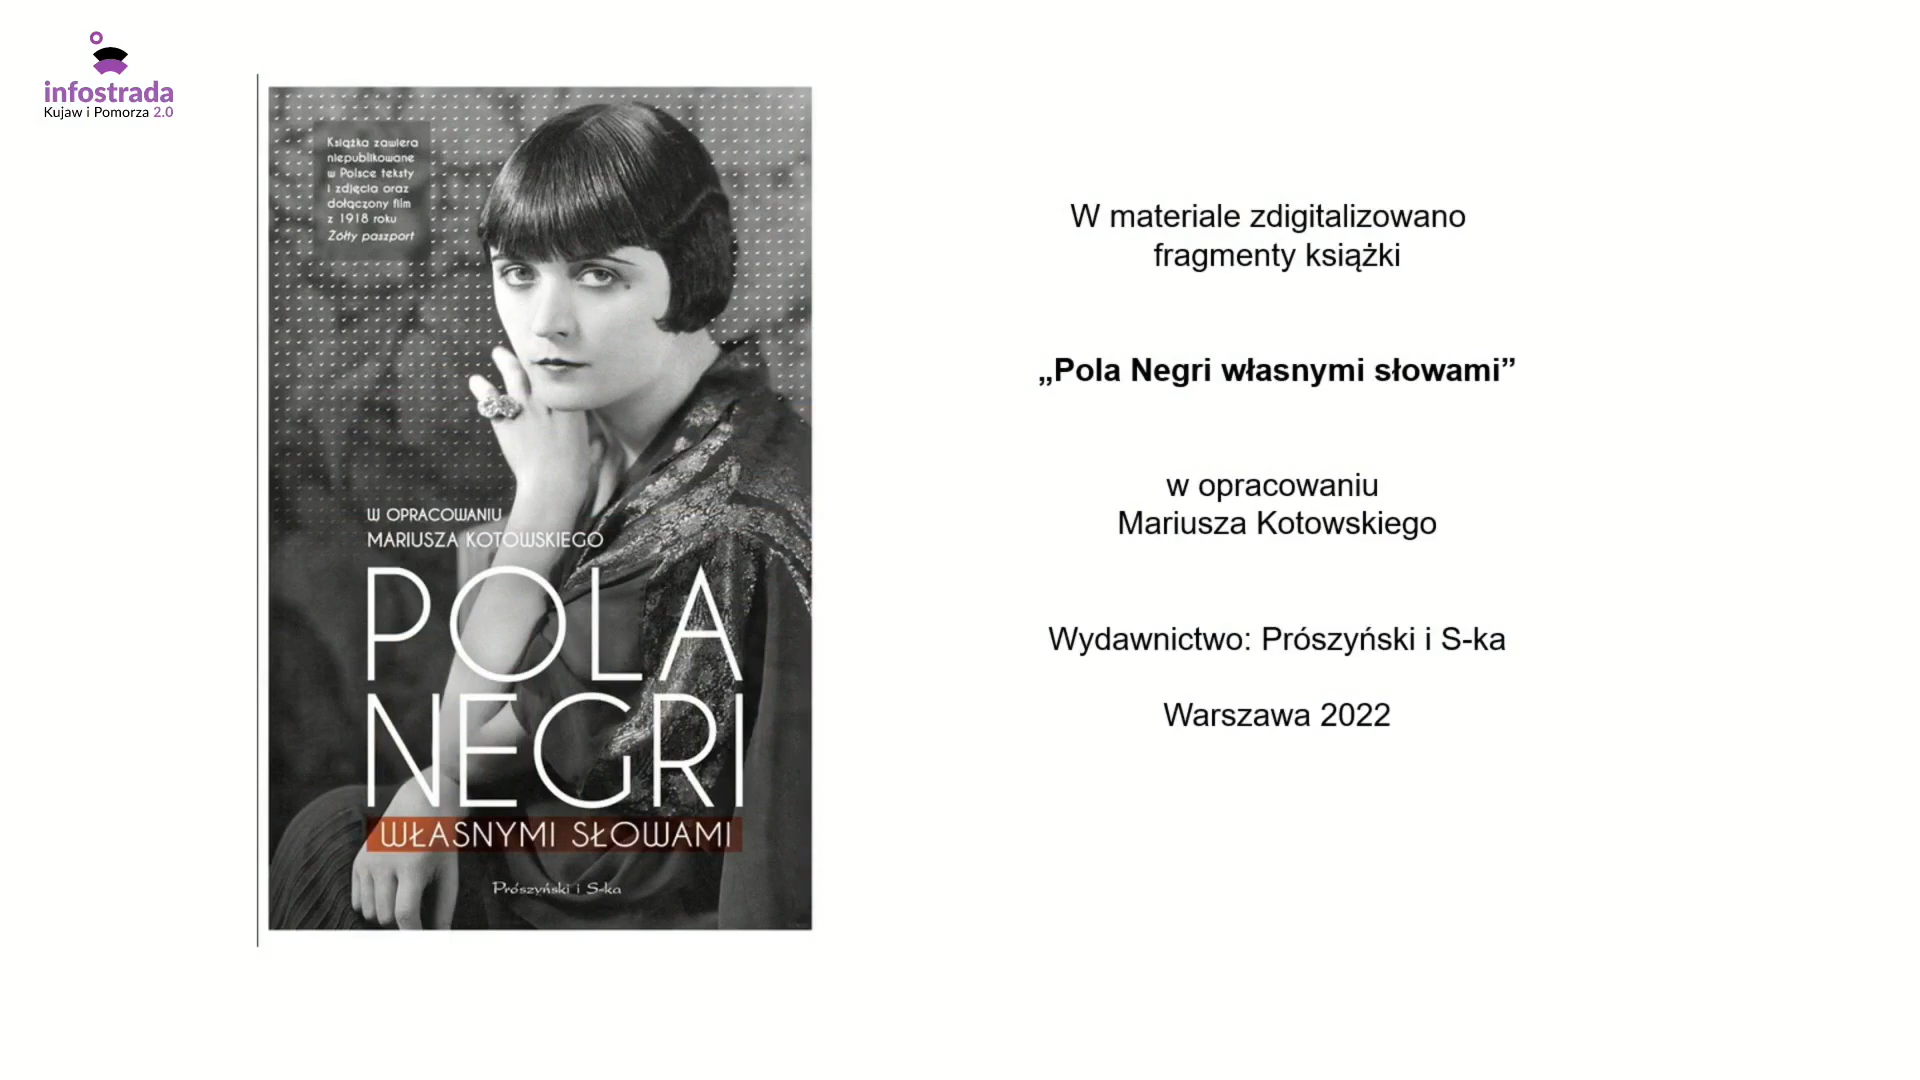 infostrada
Kujaw i Pomorza 2.0
Książka zawiera
niepublikowane
w Polsce teksty
i zdjęcia oraz
dołączony film
z 1918 roku
Żółty paszport
W OPRACOWANIU
MARIUSZA KOTOWSKIEGO
POLA
NEGRI
WŁASNYMI SŁOWAMI
Prószyński i S-ka
W materiale zdigitalizowano
fragmenty książki
„Pola Negri własnymi słowami”
w opracowaniu
Mariusza Kotowskiego
Wydawnictwo: Prószyński i S-ka
Warszawa 2022